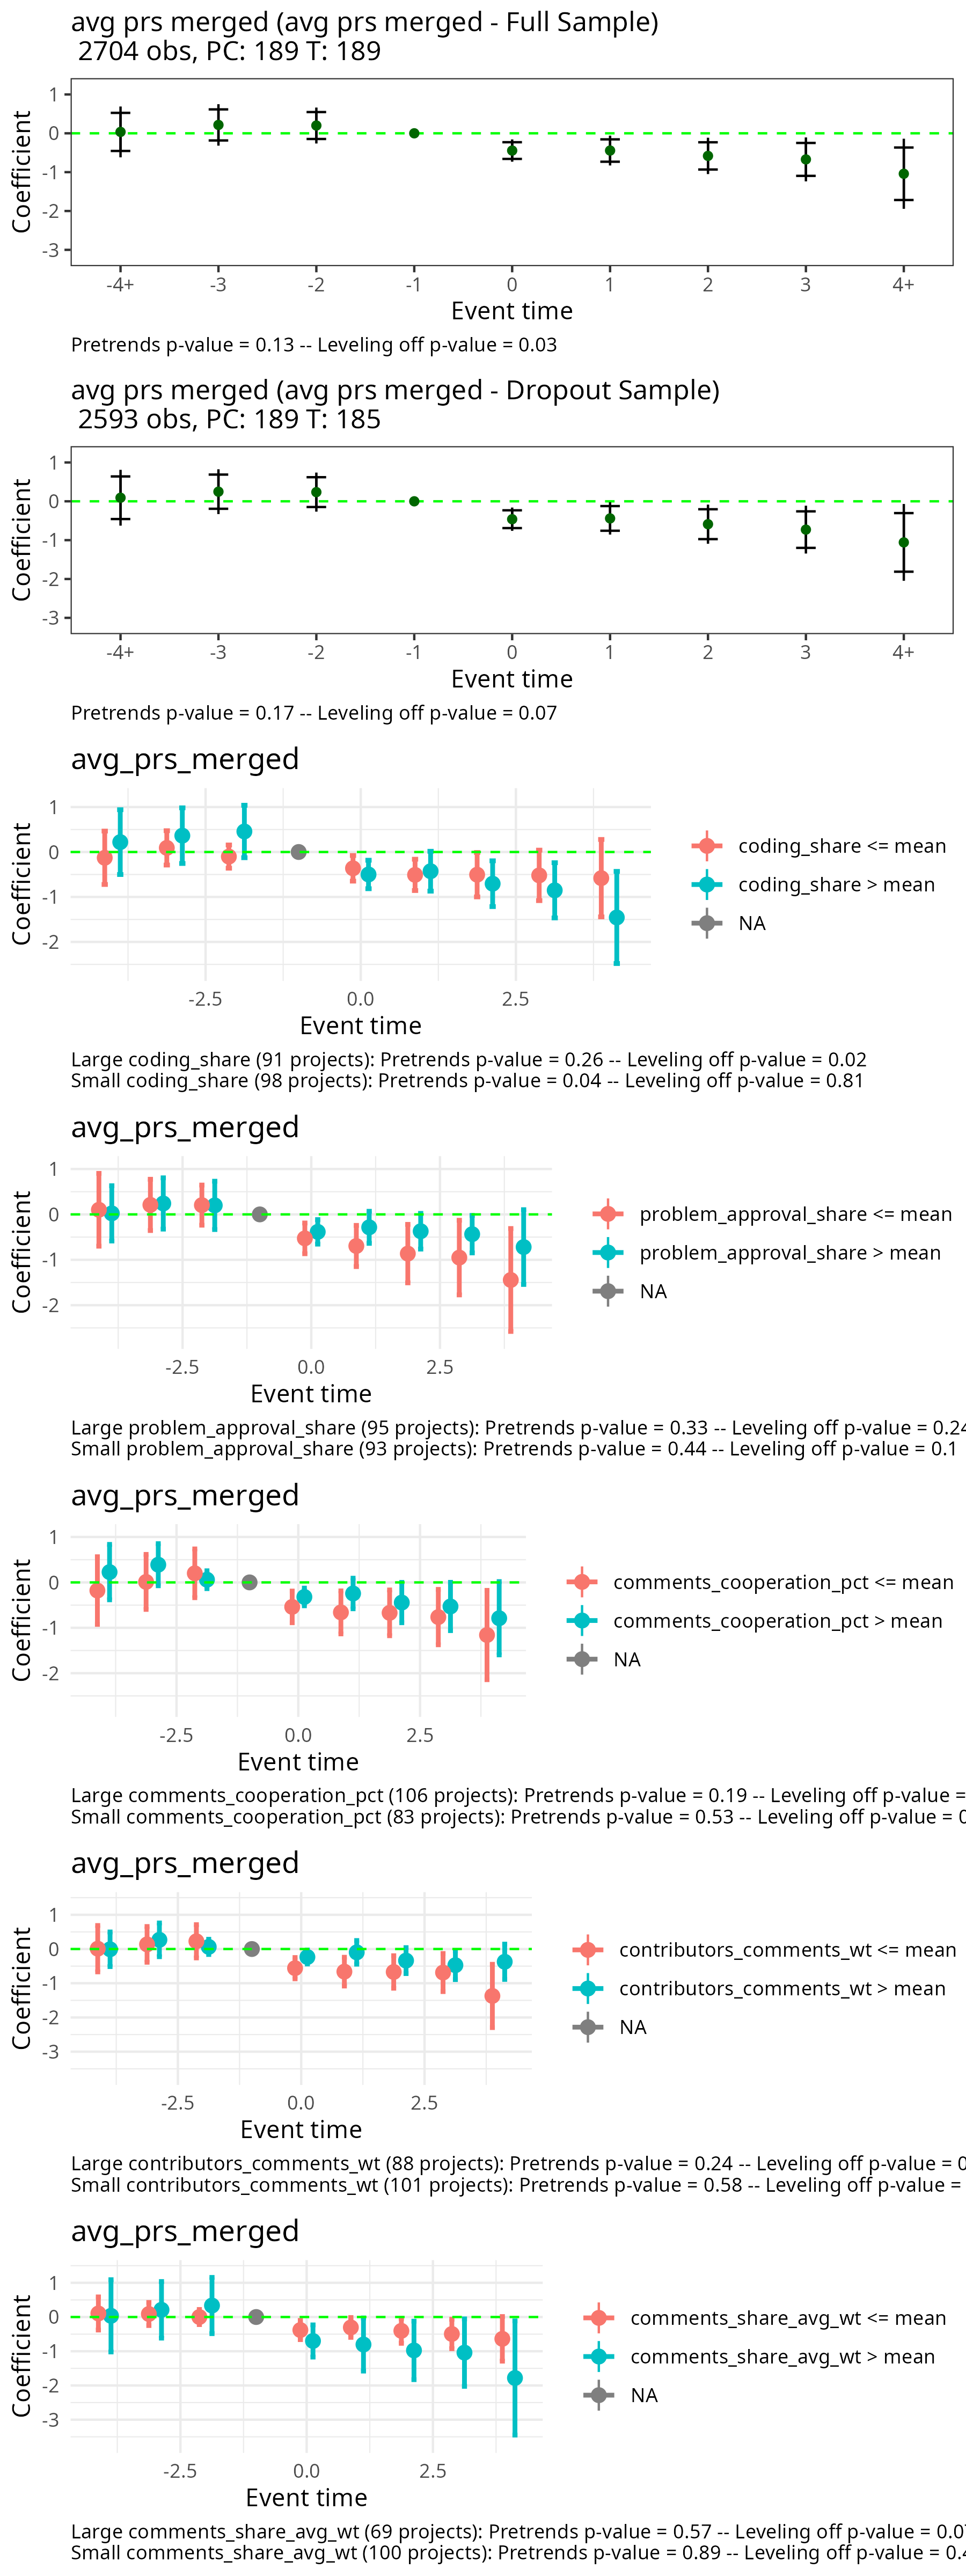 avg prs merged (avg prs merged - Full Sample)
2704 obs, PC: 189 T: 189
1
0
-1
-2
-3
Coefficient
-4+ -3 -2 -1 0 1 2 3 4+
Event time
Pretrends p-value = 0.13 -- Leveling off p-value = 0.03
avg prs merged (avg prs merged - Dropout Sample)
2593 obs, PC: 189 T: 185
1
0
-1
-2
-3
Coefficient
-4+ -3 -2 -1 0 1 2 3 4+
Event time
Pretrends p-value = 0.17 -- Leveling off p-value = 0.07
avg_prs_merged
1
0
-1
-2
Coefficient
-2.5 0.0 2.5
Event time
coding_share <= mean
coding_share > mean
NA
Large coding_share (91 projects): Pretrends p-value = 0.26 -- Leveling off p-value = 0.02
Small coding_share (98 projects): Pretrends p-value = 0.04 -- Leveling off p-value = 0.81
avg_prs_merged
1
0
-1
-2
Coefficient
-2.5 0.0 2.5
Event time
problem_approval_share <= mean
problem_approval_share > mean
NA
Large problem_approval_share (95 projects): Pretrends p-value = 0.33 -- Leveling off p-value = 0.24
Small problem_approval_share (93 projects): Pretrends p-value = 0.44 -- Leveling off p-value = 0.1
avg_prs_merged
1
0
-1
-2
Coefficient
-2.5 0.0 2.5
Event time
comments_cooperation_pct <= mean
comments_cooperation_pct > mean
NA
Large comments_cooperation_pct (106 projects): Pretrends p-value = 0.19 -- Leveling off p-value =
Small comments_cooperation_pct (83 projects): Pretrends p-value = 0.53 -- Leveling off p-value = 0
avg_prs_merged
1
0
-1
-2
-3
Coefficient
-2.5 0.0 2.5
Event time
contributors_comments_wt <= mean
contributors_comments_wt > mean
NA
Large contributors_comments_wt (88 projects): Pretrends p-value = 0.24 -- Leveling off p-value = 0
Small contributors_comments_wt (101 projects): Pretrends p-value = 0.58 -- Leveling off p-value =
avg_prs_merged
1
0
-1
-2
-3
Coefficient
-2.5 0.0 2.5
Event time
comments_share_avg_wt <= mean
comments_share_avg_wt > mean
NA
Large comments_share_avg_wt (69 projects): Pretrends p-value = 0.57 -- Leveling off p-value =
Small comments_share_avg_wt (100 projects): Pretrends p-value = 0.89 -- Leveling off p-value =